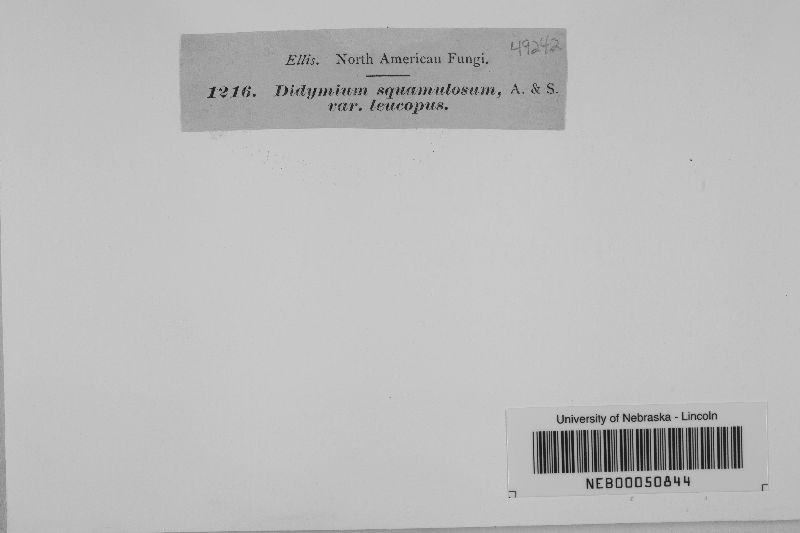 49242
Ellis. North American Fungi.
1216. Didymium squamulosum, A. & S.
var. leucopus.
University of Nebraska - Lincoln
NEB00050844